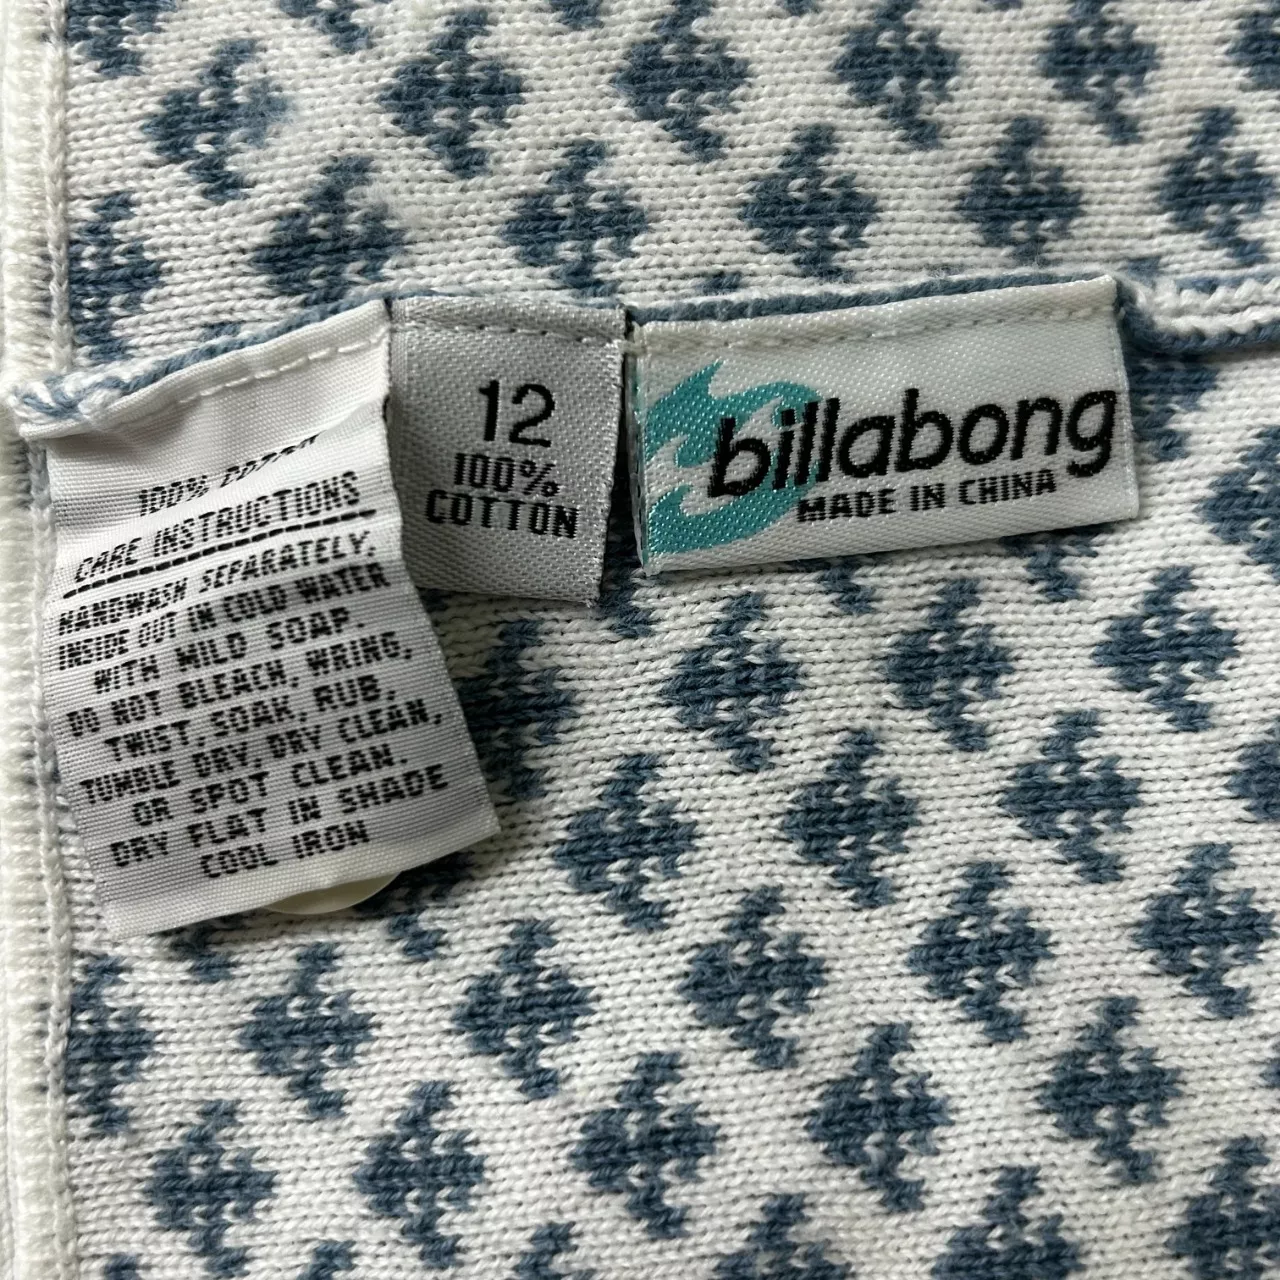 100% COTTON
CARE INSTRUCTIONS
HANDWASH SEPARATELY,
INSIDE OUT IN COLD WATER
WITH MILD SOAP.
DO NOT BLEACH, WRING,
TWIST, SOAK, RUB,
TUMBLE DRY, DRY CLEAN,
OR SPOT CLEAN.
DRY FLAT IN SHADE
COOL IRON
12
100%
COTTON
billabong
MADE IN CHINA